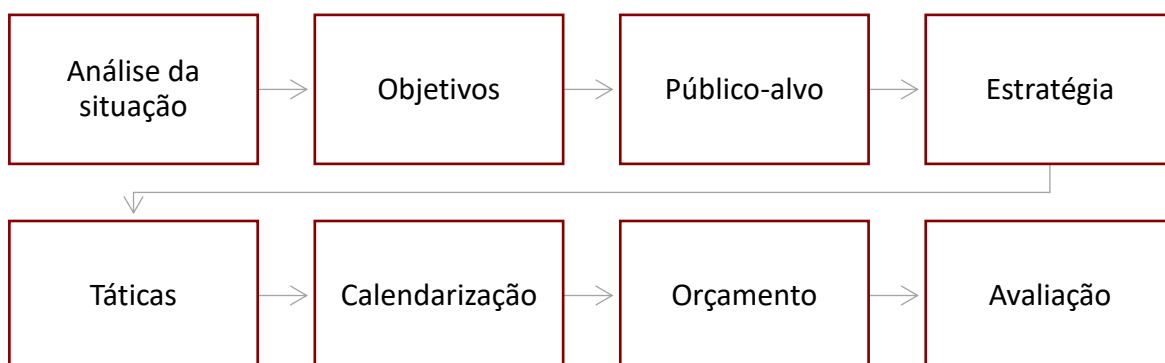 Análise da
situação
Objetivos
Público-alvo
Estratégia
Táticas
Calendarização
Orçamento
Avaliação